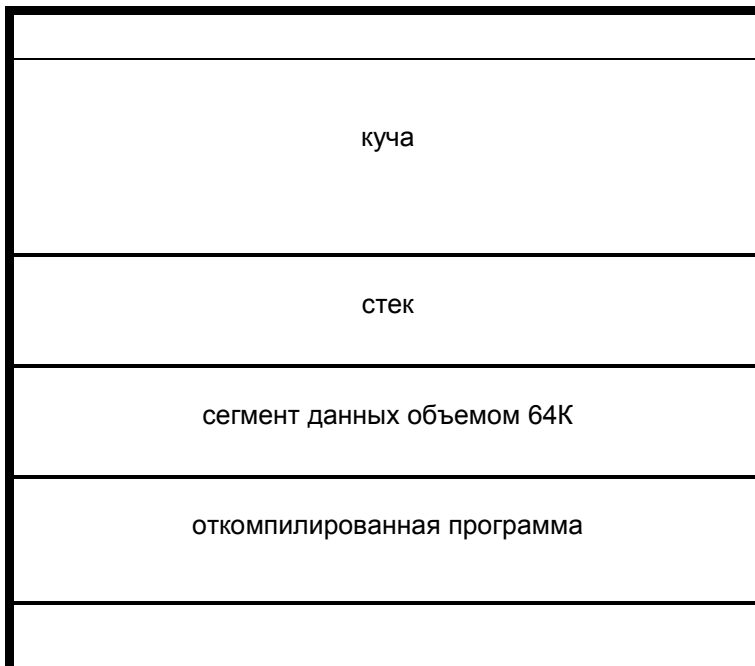 куча
стек
сегмент данных объемом 64К
откомпилированная программа